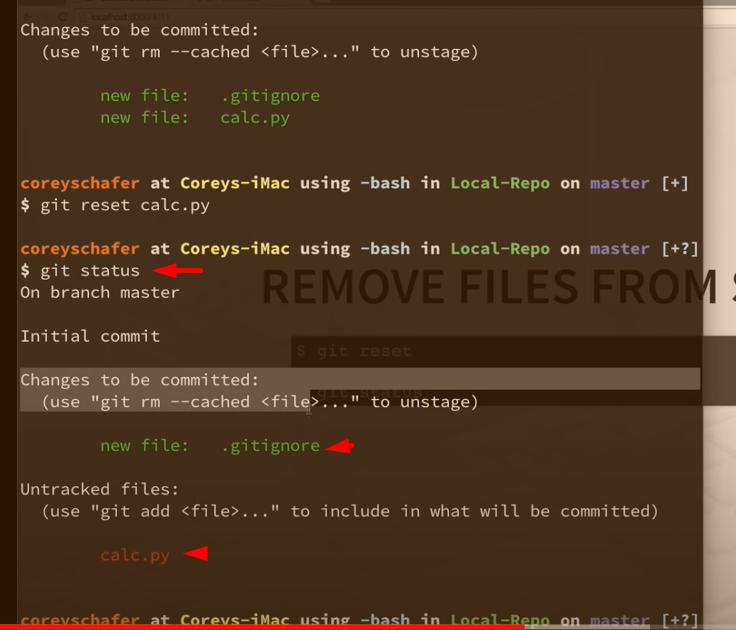 Changes to be committed:
(use "git rm --cached <file>..." to unstage)
new file: .gitignore
new file: calc.py
coreyschafer at Coreys-iMac using -bash in Local-Repo on master [+]
$ git reset calc.py
coreyschafer at Coreys-iMac using -bash in Local-Repo on master [+?]
$ git status
On branch master
REMOVE FILES FROM
Initial commit
$ git reset
Changes to be committed:
git status
(use "git rm --cached <file>..." to unstage)
new file: .gitignore
Untracked files:
(use "git add <file>..." to include in what will be committed)
calc.py
coreyschafer at Coreys-iMac using -bash in Local-Repo on master [+?]